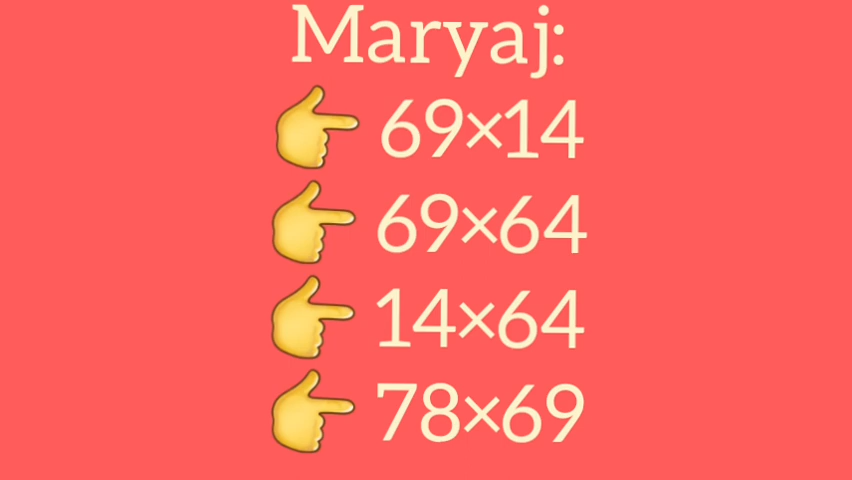 Maryaj:
👉 69×14
👉 69×64
👉 14×64
👉 78×69